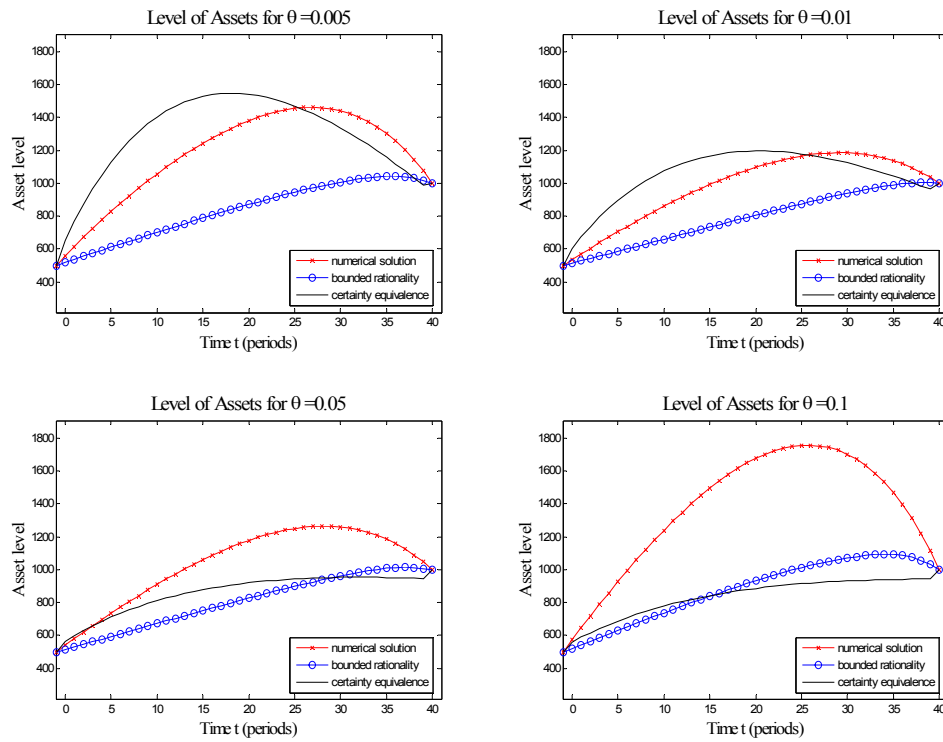 Level of Assets for θ =0.005
1800
1600
1400
1200
1000
800
600
400
Asset level
0 5 10 15 20 25 30 35 40
Time t (periods)
numerical solution
bounded rationality
certainty equivalence
Level of Assets for θ =0.01
1800
1600
1400
1200
1000
800
600
400
Asset level
0 5 10 15 20 25 30 35 40
Time t (periods)
numerical solution
bounded rationality
certainty equivalence
Level of Assets for θ =0.05
1800
1600
1400
1200
1000
800
600
400
Asset level
0 5 10 15 20 25 30 35 40
Time t (periods)
numerical solution
bounded rationality
certainty equivalence
Level of Assets for θ =0.1
1800
1600
1400
1200
1000
800
600
400
Asset level
0 5 10 15 20 25 30 35 40
Time t (periods)
numerical solution
bounded rationality
certainty equivalence